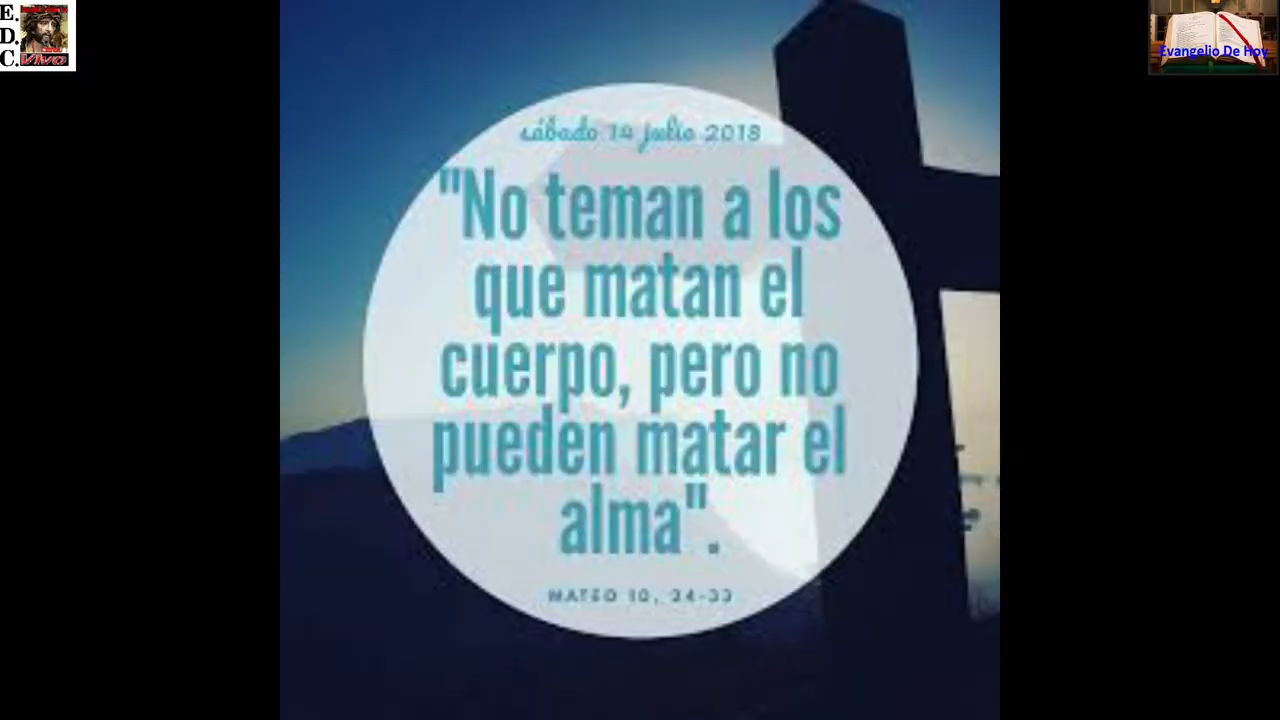 E.
D.
C.
Vivo
Evangelio De Hoy
sábado 14 julio 2018
"No teman a los
que matan el
cuerpo, pero no
pueden matar el
alma".
MATEO 10, 24-33